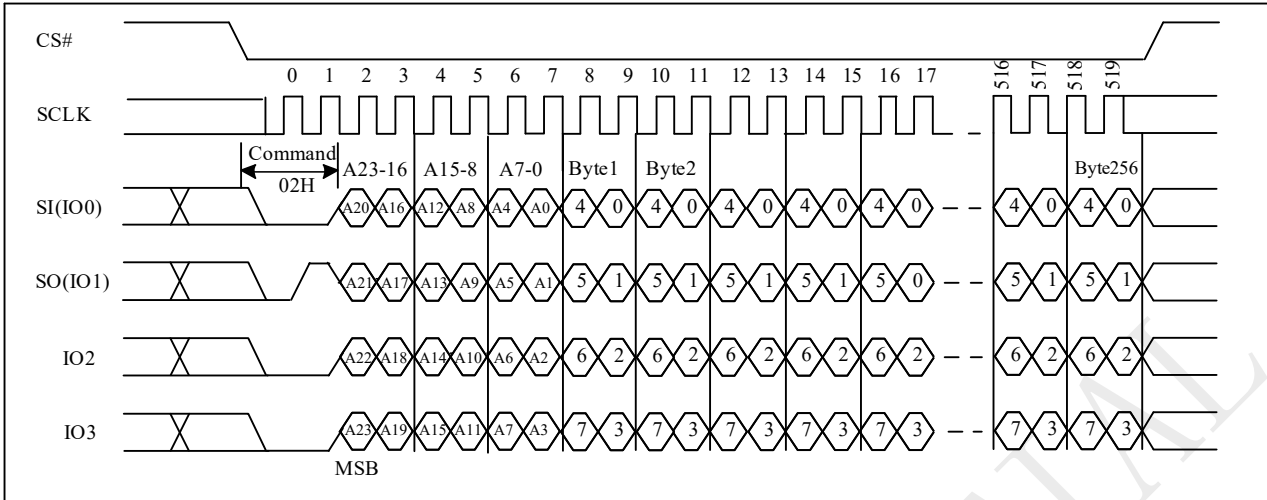 CS#
0 1 2 3 4 5 6 7 8 9 10 11 12 13 14 15 16 17 516 517 518 519
SCLK
Command
02H
A23-16 A15-8 A7-0 Byte1 Byte2 Byte256
SI(IO0) A20 A16 A12 A8 A4 A0 4 0 4 0 4 0 4 0 4 0 4 0 4 0
SO(IO1) A21 A17 A13 A9 A5 A1 5 1 5 1 5 1 5 1 5 0 5 1 5 1
IO2 A22 A18 A14 A10 A6 A2 6 2 6 2 6 2 6 2 6 2 6 2 6 2
IO3 A23 A19 A15 A11 A7 A3 7 3 7 3 7 3 7 3 7 3 7 3 7 3
MSB